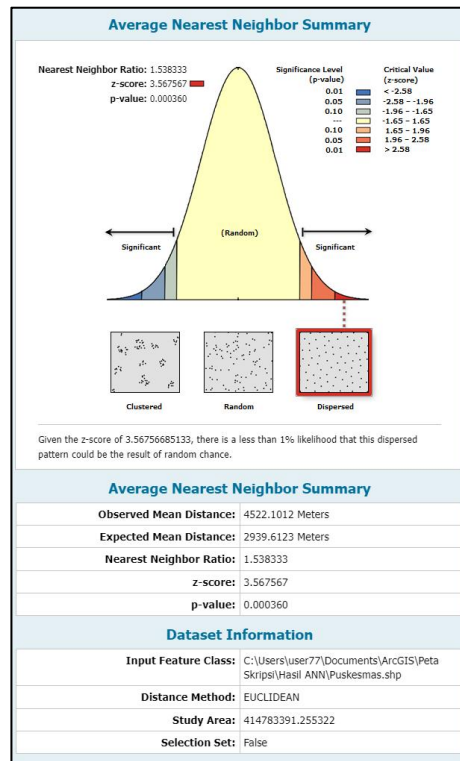 Average Nearest Neighbor Summary
Nearest Neighbor Ratio: 1.538333
z-score: 3.567567
p-value: 0.000360
Significance Level
(p-value)
Critical Value
(z-score)
0.01 < -2.58
0.05 -2.58 – -1.96
0.10 -1.96 – -1.65
--- -1.65 – 1.65
0.10 1.65 – 1.96
0.05 1.96 – 2.58
0.01 > 2.58
(Random)
Significant
Significant
Clustered
Random
Dispersed
Given the z-score of 3.56756685133, there is a less than 1% likelihood that this dispersed
pattern could be the result of random chance.
Average Nearest Neighbor Summary
Observed Mean Distance: 4522.1012 Meters
Expected Mean Distance: 2939.6123 Meters
Nearest Neighbor Ratio: 1.538333
z-score: 3.567567
p-value: 0.000360
Dataset Information
Input Feature Class: C:\Users\user77\Documents\ArcGIS\Peta
Skripsi\Hasil ANN\Puskesmas.shp
Distance Method: EUCLIDEAN
Study Area: 414783391.255322
Selection Set: False